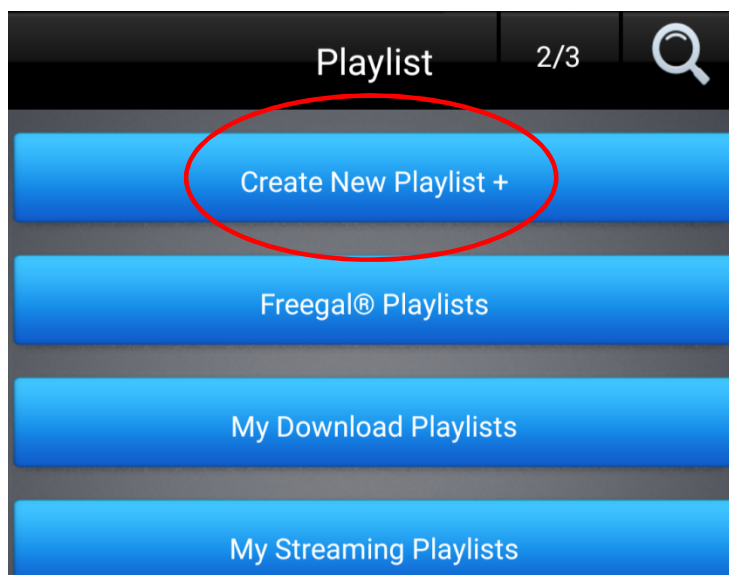 Playlist 2/3
Create New Playlist +
Freegal® Playlists
My Download Playlists
My Streaming Playlists